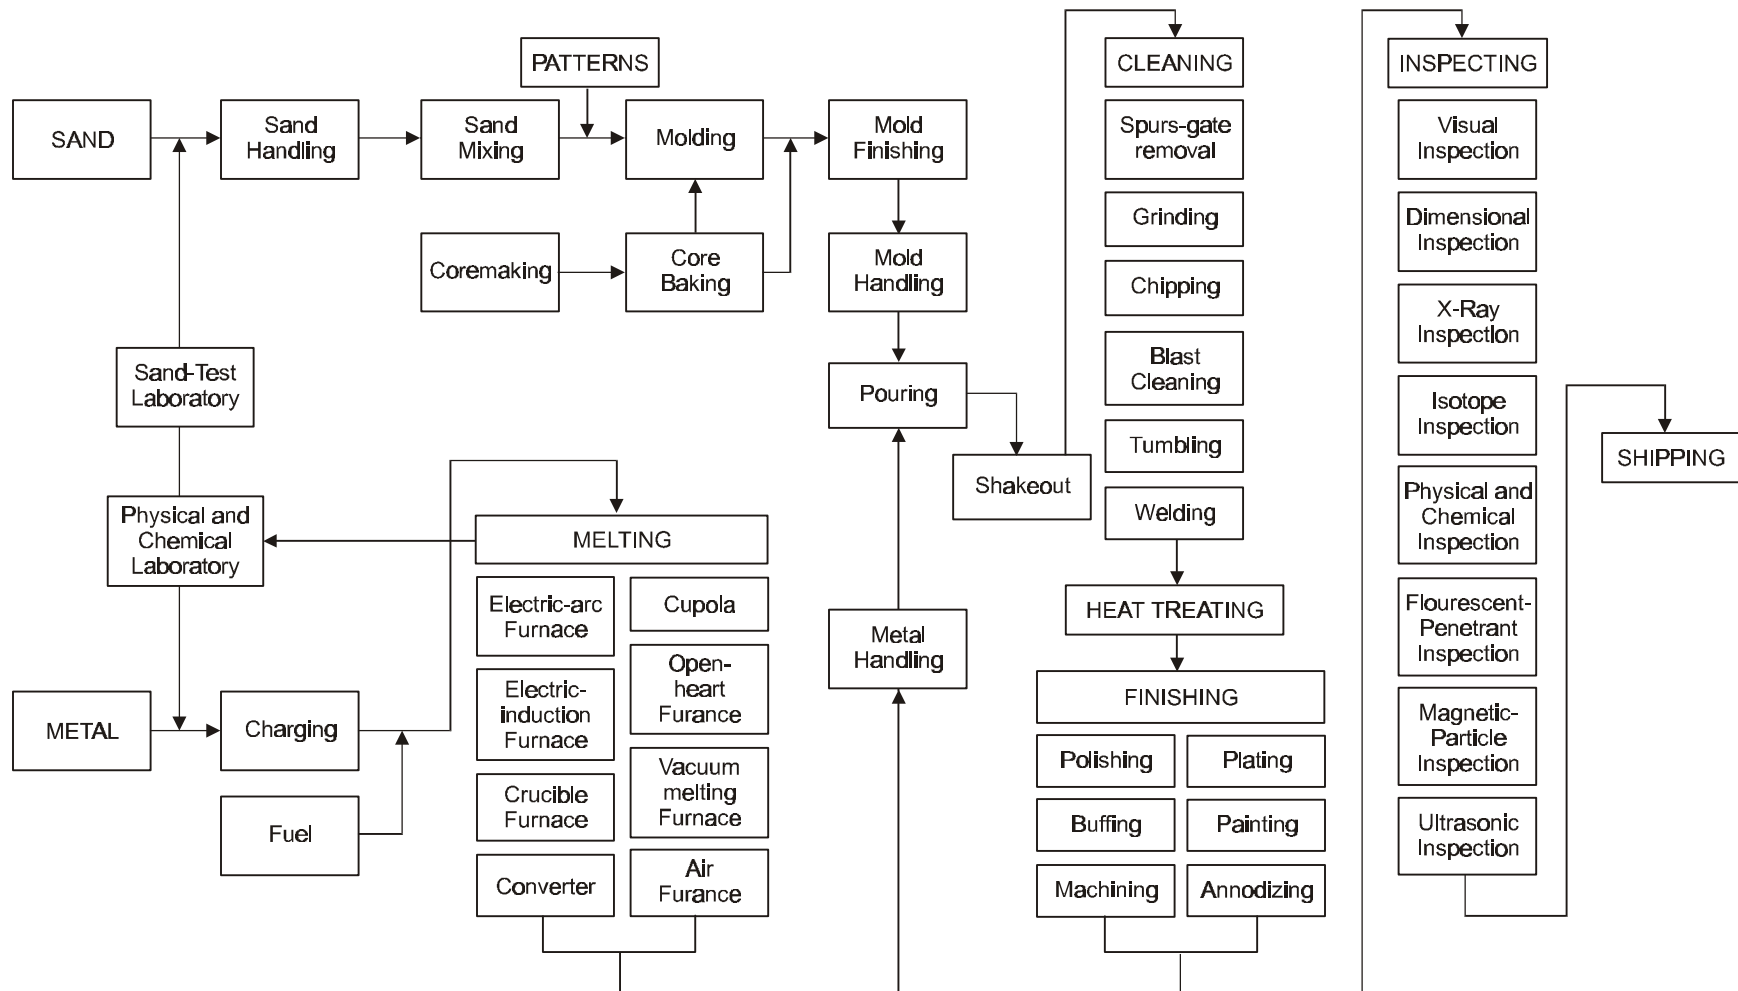 PATTERNS
SAND
Sand
Handling
Sand
Mixing
Molding
Mold
Finishing
Coremaking
Core
Baking
Mold
Handling
Sand-Test
Laboratory
Pouring
Shakeout
Physical and
Chemical
Laboratory
MELTING
Electric-arc
Furnace
Cupola
Electric-
induction
Furnace
Open-
heart
Furance
Crucible
Furnace
Vacuum
melting
Furnace
Converter
Air
Furance
METAL
Charging
Fuel
Metal
Handling
CLEANING
Spurs-gate
removal
Grinding
Chipping
Blast
Cleaning
Tumbling
Welding
HEAT TREATING
FINISHING
Polishing
Plating
Buffing
Painting
Machining
Annodizing
INSPECTING
Visual
Inspection
Dimensional
Inspection
X-Ray
Inspection
Isotope
Inspection
Physical and
Chemical
Inspection
Flourescent-
Penetrant
Inspection
Magnetic-
Particle
Inspection
Ultrasonic
Inspection
SHIPPING